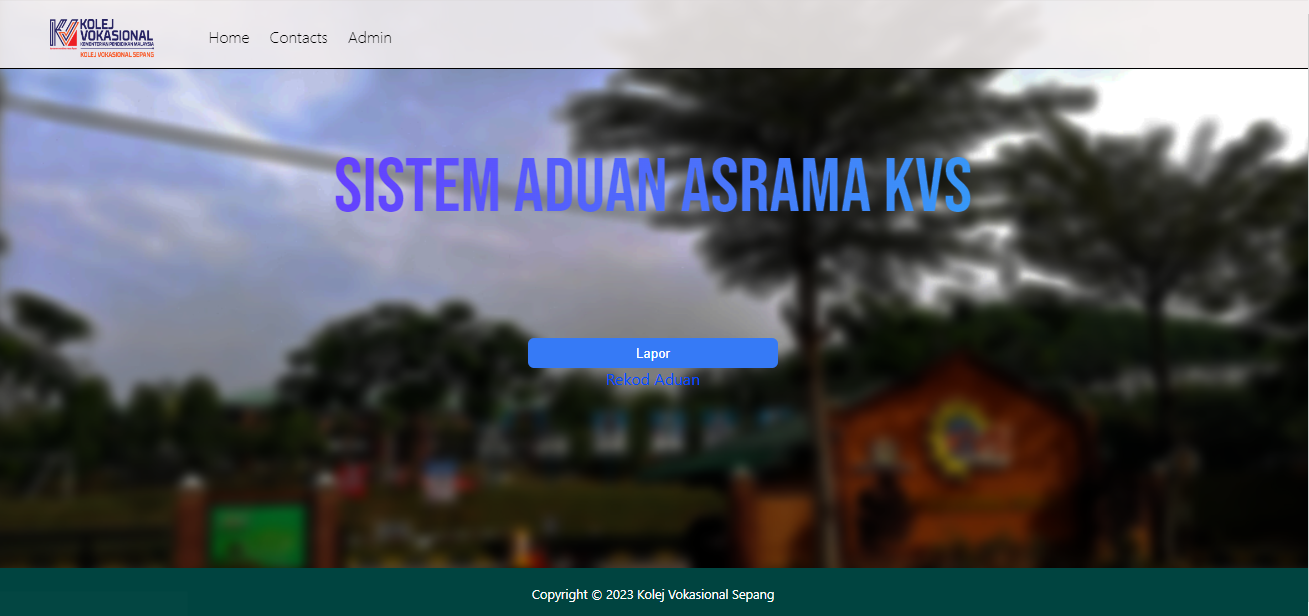 KOLEJ
VOKASIONAL
KEMENTERIAN PENDIDIKAN MALAYSIA
KOLEJ VOKASIONAL SEPANG
Home
Contacts
Admin
SISTEM ADUAN ASRAMA KVS
Lapor
Rekod Aduan
Copyright © 2023 Kolej Vokasional Sepang